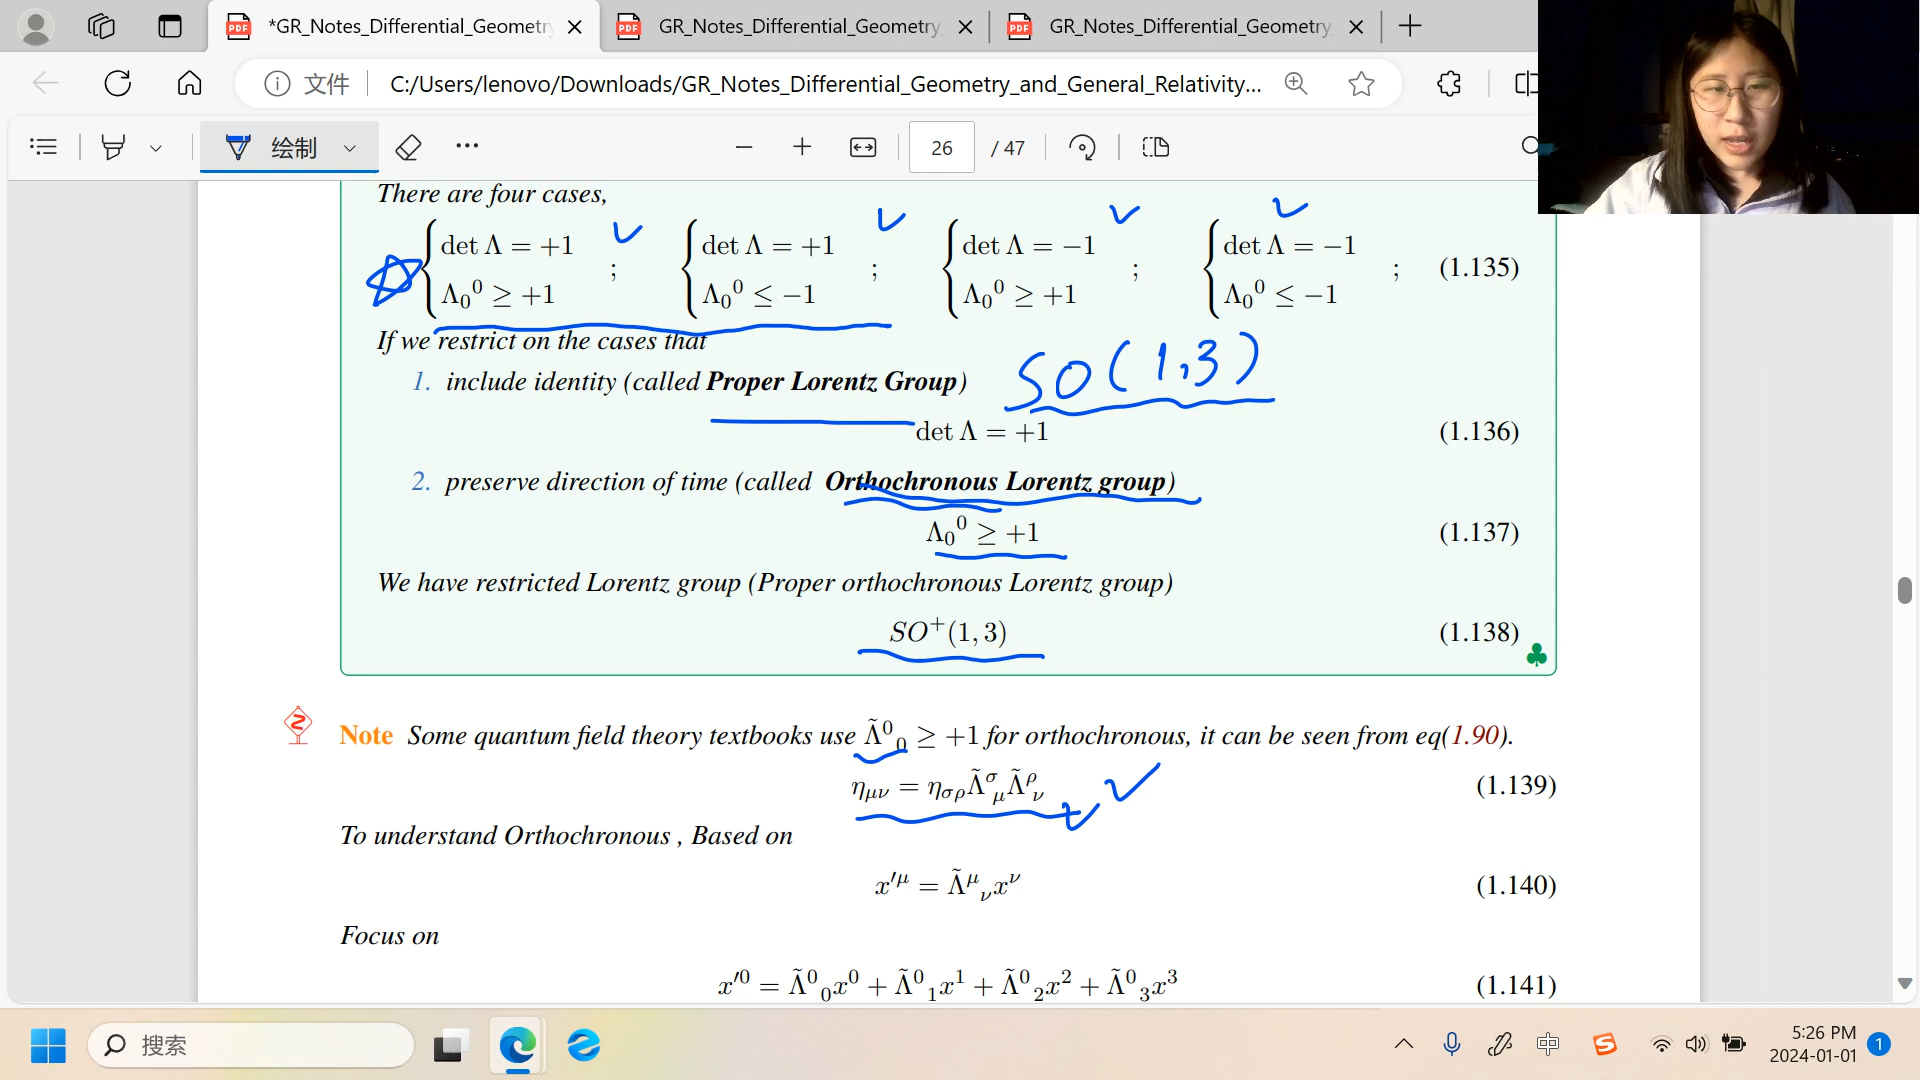 *GR_Notes_Differential_Geometr
GR_Notes_Differential_Geometry_
GR_Notes_Differential_Geometry_
文件
C:/Users/lenovo/Downloads/GR_Notes_Differential_Geometry_and_General_Relativity...
绘制
26 / 47
There are four cases,
{ det Λ = +1 Λ₀⁰ ≥ +1 ; { det Λ = +1 Λ₀⁰ ≤ −1 ; { det Λ = −1 Λ₀⁰ ≥ +1 ; { det Λ = −1 Λ₀⁰ ≤ −1 ; (1.135)
If we restrict on the cases that
1. include identity (called Proper Lorentz Group)
SO(1,3)
det Λ = +1 (1.136)
2. preserve direction of time (called Orthochronous Lorentz group)
Λ₀⁰ ≥ +1 (1.137)
We have restricted Lorentz group (Proper orthochronous Lorentz group)
SO⁺(1, 3) (1.138)
Note Some quantum field theory textbooks use Λ̃⁰₀ ≥ +1 for orthochronous, it can be seen from eq(1.90).
η_μν = η_σρ Λ̃^σ_μ Λ̃^ρ_ν (1.139)
To understand Orthochronous , Based on
x′^μ = Λ̃^μ_ν x^ν (1.140)
Focus on
x′⁰ = Λ̃⁰₀x⁰ + Λ̃⁰₁x¹ + Λ̃⁰₂x² + Λ̃⁰₃x³ (1.141)
搜索
中
5:26 PM
2024-01-01
1